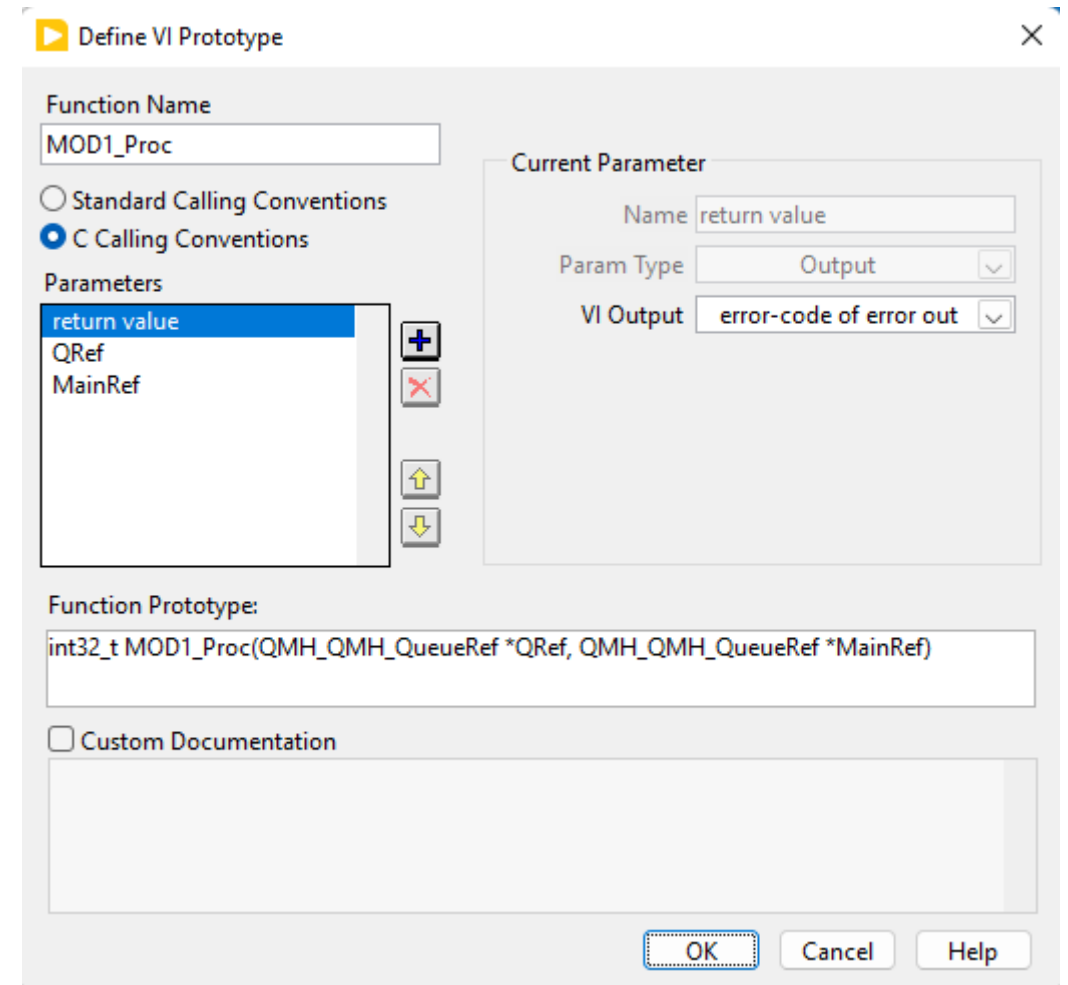 Define VI Prototype
Function Name
MOD1_Proc
Standard Calling Conventions
C Calling Conventions
Parameters
return value
QRef
MainRef
Current Parameter
Name return value
Param Type Output
VI Output error-code of error out
Function Prototype:
int32_t MOD1_Proc(QMH_QMH_QueueRef *QRef, QMH_QMH_QueueRef *MainRef)
Custom Documentation
OK Cancel Help